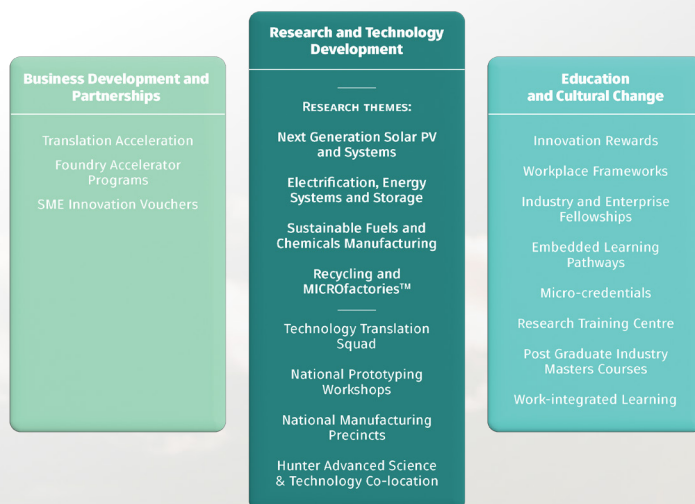 Business Development and
Partnerships
Translation Acceleration
Foundry Accelerator
Programs
SME Innovation Vouchers
Research and Technology
Development
RESEARCH THEMES:
Next Generation Solar PV
and Systems
Electrification, Energy
Systems and Storage
Sustainable Fuels and
Chemicals Manufacturing
Recycling and
MICROfactories™
Technology Translation
Squad
National Prototyping
Workshops
National Manufacturing
Precincts
Hunter Advanced Science
& Technology Co-location
Education
and Cultural Change
Innovation Rewards
Workplace Frameworks
Industry and Enterprise
Fellowships
Embedded Learning
Pathways
Micro-credentials
Research Training Centre
Post Graduate Industry
Masters Courses
Work-integrated Learning